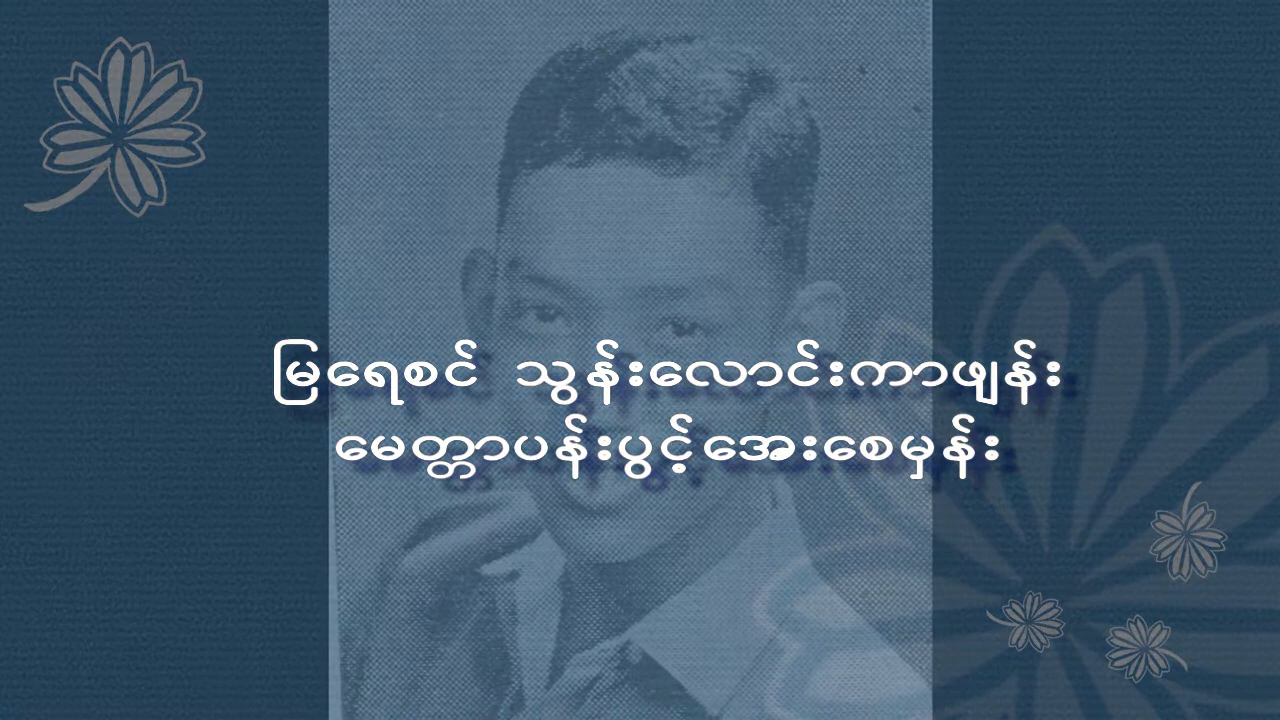 မြရေစင် သွန်းလောင်းကာဖျန်း
မေတ္တာပန်းပွင့်အေးစေမှန်း